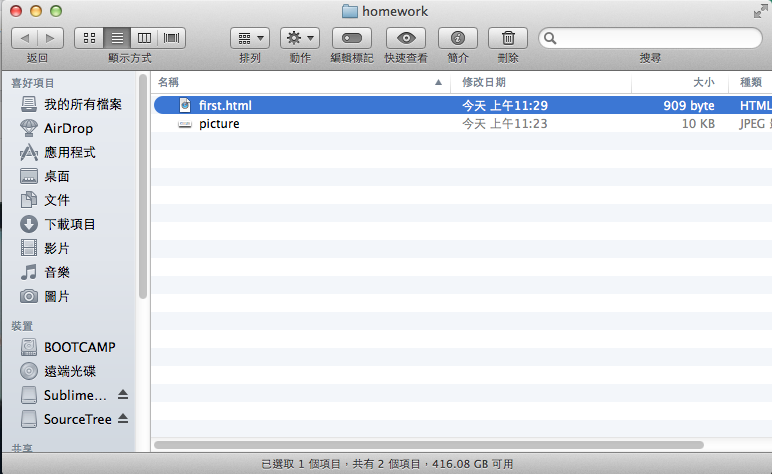 homework
返回
顯示方式
排列
動作
編輯標記
快速查看
簡介
刪除
搜尋
喜好項目
我的所有檔案
AirDrop
應用程式
桌面
文件
下載項目
影片
音樂
圖片
裝置
BOOTCAMP
遠端光碟
Sublime...
SourceTree
共享
名稱 修改日期 大小 種類
first.html 今天 上午11:29 909 byte HTML
picture 今天 上午11:23 10 KB JPEG
已選取 1 個項目，共有 2 個項目，416.08 GB 可用